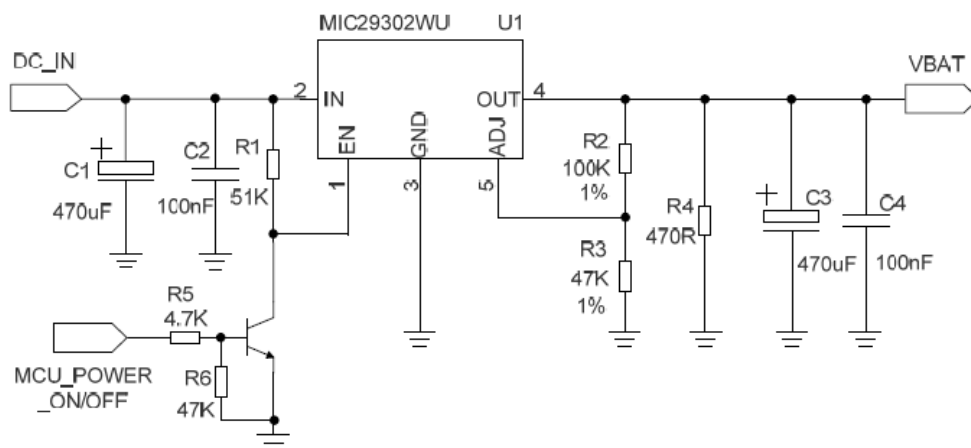 MIC29302WU U1
DC_IN
VBAT
2 IN
OUT 4
EN
GND
ADJ
1
3
5
C1
470uF
C2
100nF
R1
51K
R2
100K
1%
R3
47K
1%
R4
470R
C3
470uF
C4
100nF
R5
4.7K
MCU_POWER
_ON/OFF
R6
47K